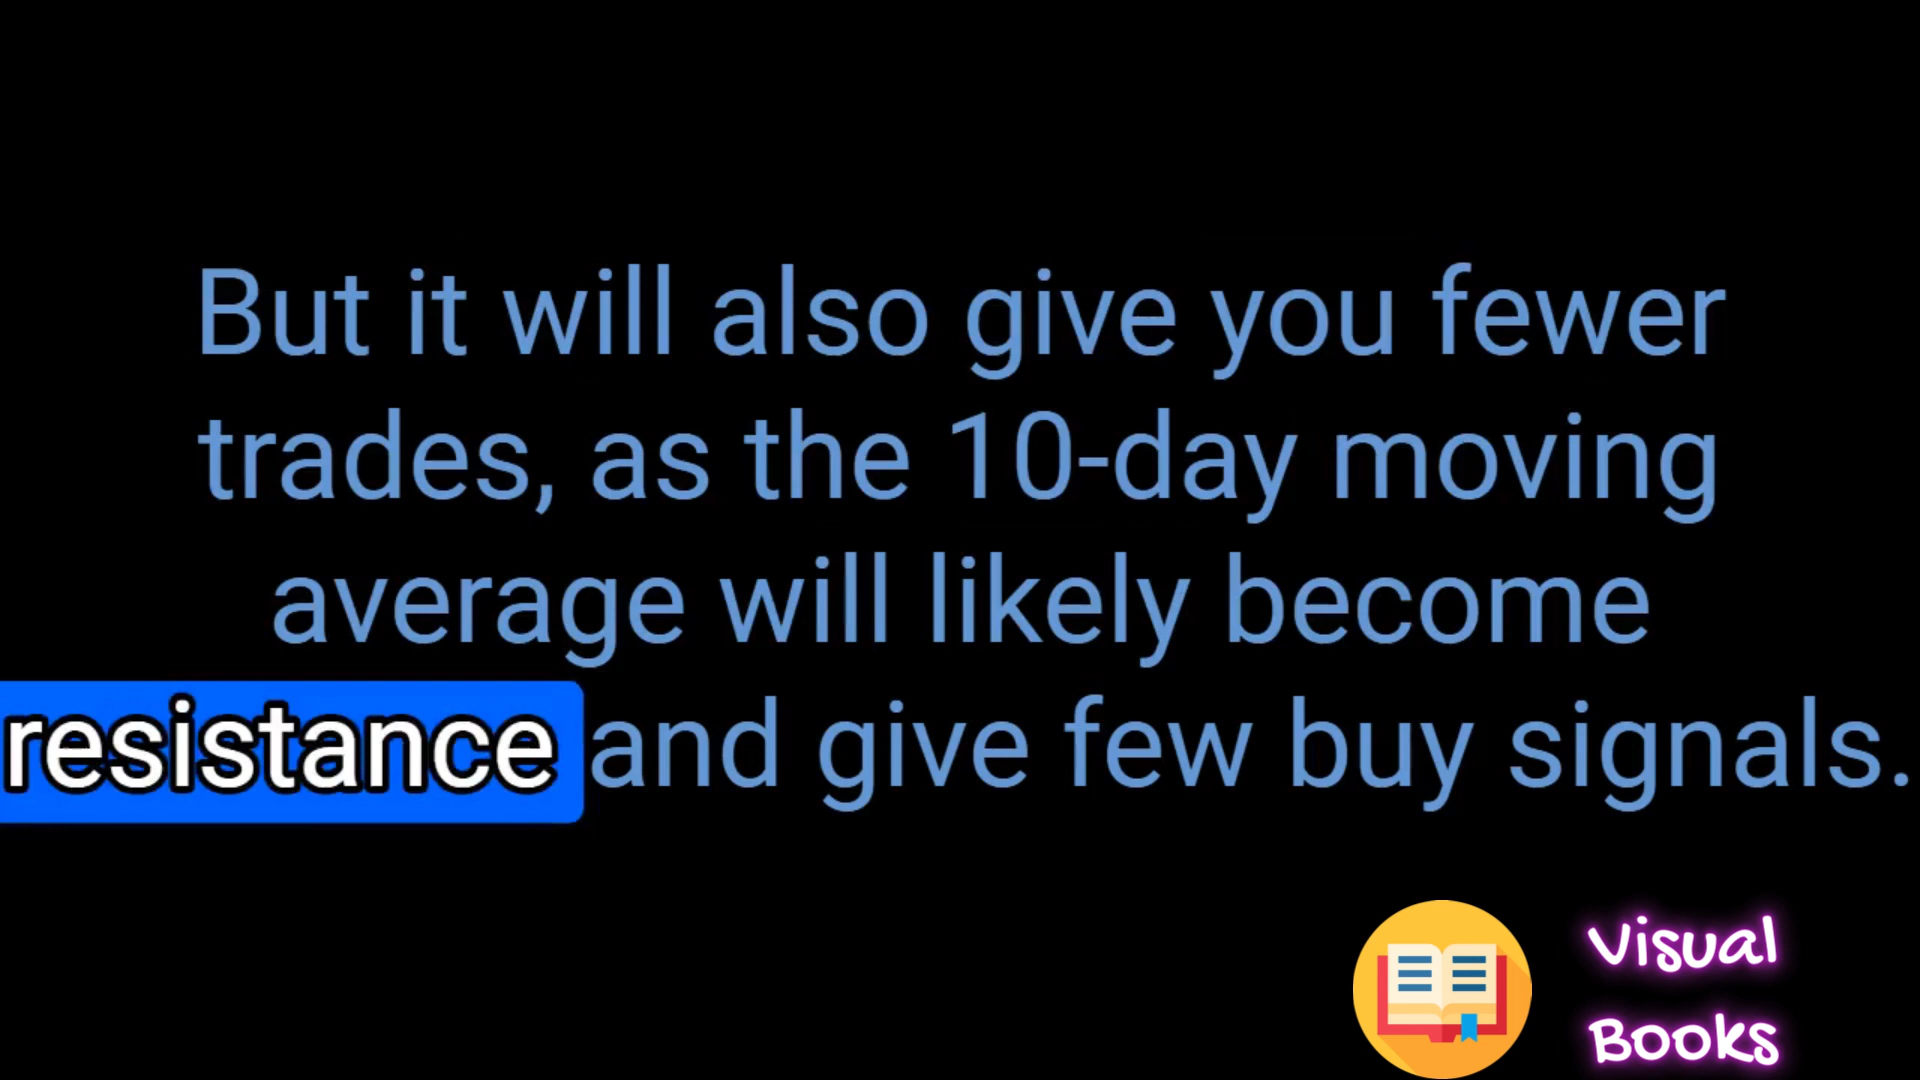 But it will also give you fewer
trades, as the 10-day moving
average will likely become
resistance and give few buy signals.
Visual
Books